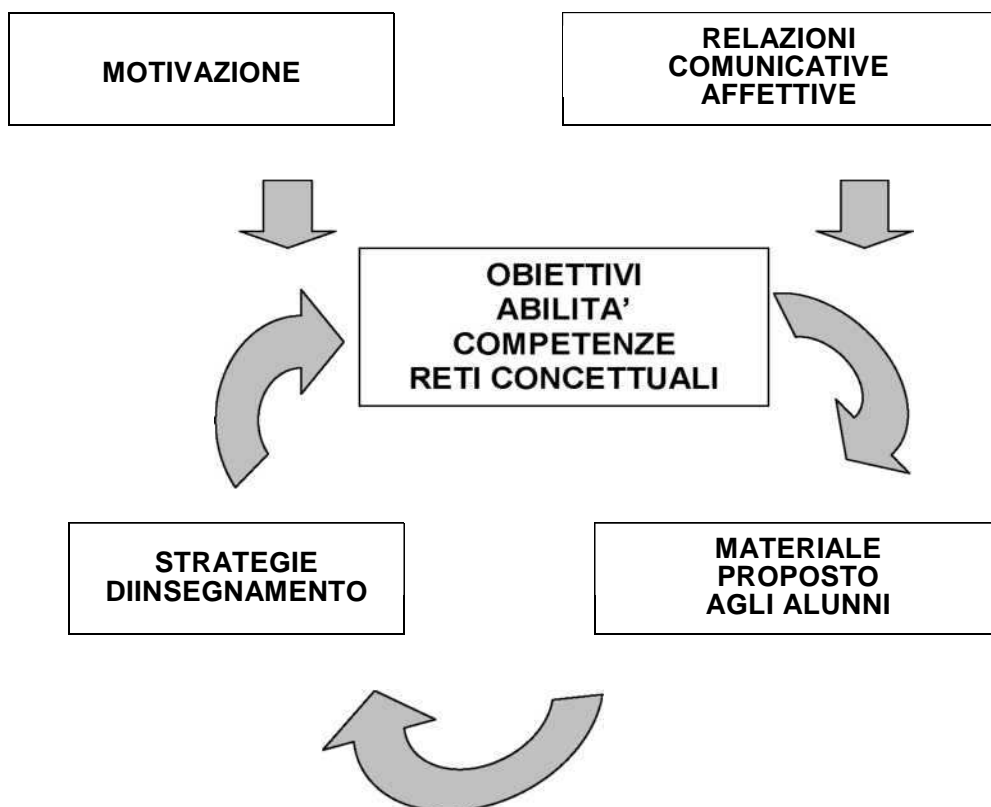 MOTIVAZIONE
RELAZIONI
COMUNICATIVE
AFFETTIVE
OBIETTIVI
ABILITA'
COMPETENZE
RETI CONCETTUALI
STRATEGIE
DIINSEGNAMENTO
MATERIALE
PROPOSTO
AGLI ALUNNI